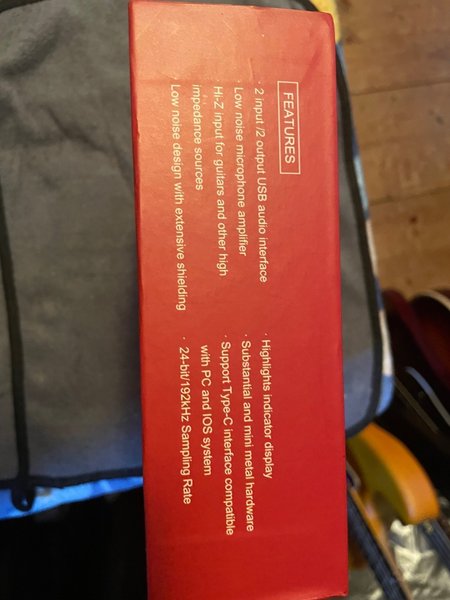 FEATURES
· 2 input /2 output USB audio interface
· Low noise microphone amplifier
· Hi-Z input for guitars and other high
impedance sources
Low noise design with extensive shielding
· Highlights indicator display
· Substantial and mini metal hardware
· Support Type-C interface compatible
with PC and IOS system
· 24-bit/192kHz Sampling Rate